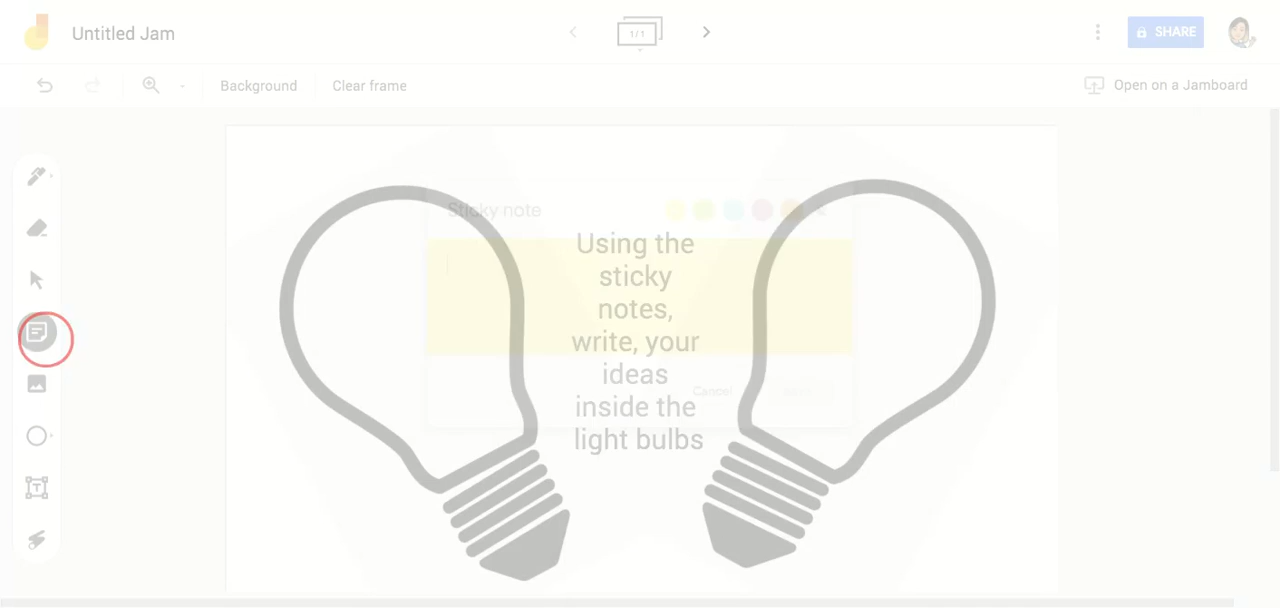 Untitled Jam
1 / 1
SHARE
Background
Clear frame
Open on a Jamboard
Sticky note
Using the
sticky
notes,
write, your
ideas
inside the
light bulbs
Cancel
T